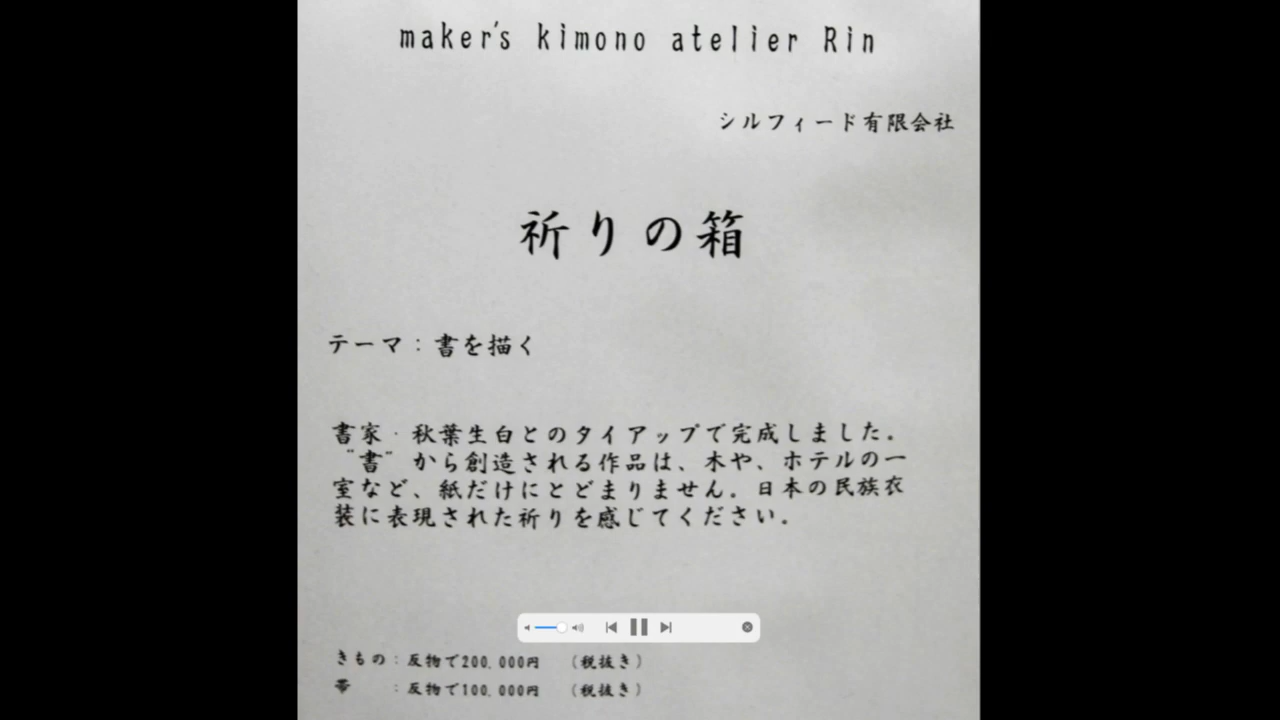 maker's kimono atelier Rin
シルフィード有限会社
祈りの箱
テーマ：書を描く
書家・秋葉生白とのタイアップで完成しました。
"書" から創造される作品は、木や、ホテルの一
室など、紙だけにとどまりません。日本の民族衣
装に表現された祈りを感じてください。
きもの：反物で200,000円　（税抜き）
帯　　：反物で100,000円　（税抜き）